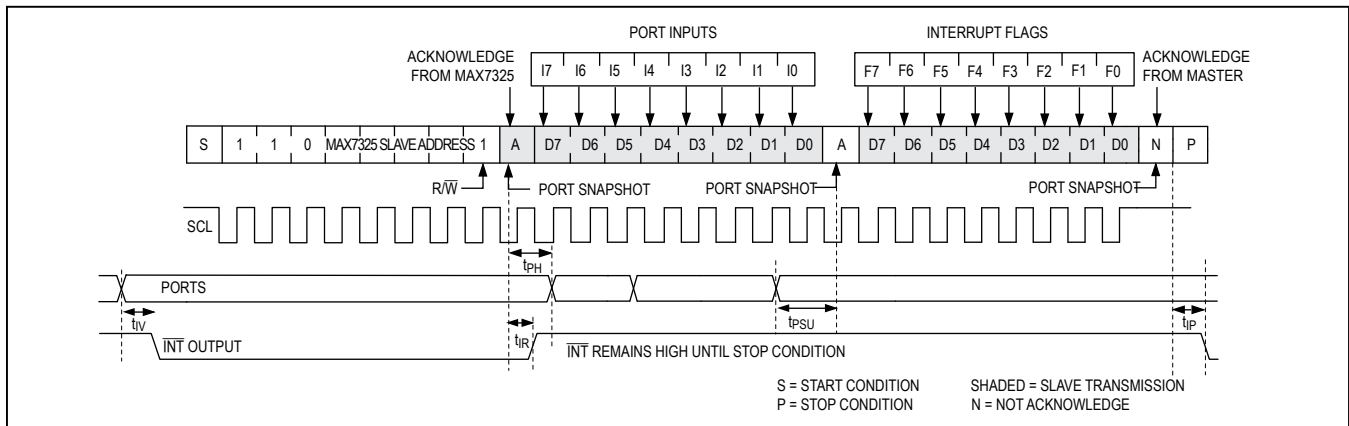 PORT INPUTS INTERRUPT FLAGS
ACKNOWLEDGE FROM MAX7325 I7 I6 I5 I4 I3 I2 I1 I0 F7 F6 F5 F4 F3 F2 F1 F0 ACKNOWLEDGE FROM MASTER
S 1 1 0 MAX7325 SLAVE ADDRESS 1 A D7 D6 D5 D4 D3 D2 D1 D0 A D7 D6 D5 D4 D3 D2 D1 D0 N P
R/W̅ PORT SNAPSHOT PORT SNAPSHOT PORT SNAPSHOT
SCL
tPH
PORTS
tIV tIR tPSU tIP
I̅N̅T̅ OUTPUT I̅N̅T̅ REMAINS HIGH UNTIL STOP CONDITION
S = START CONDITION SHADED = SLAVE TRANSMISSION
P = STOP CONDITION N = NOT ACKNOWLEDGE